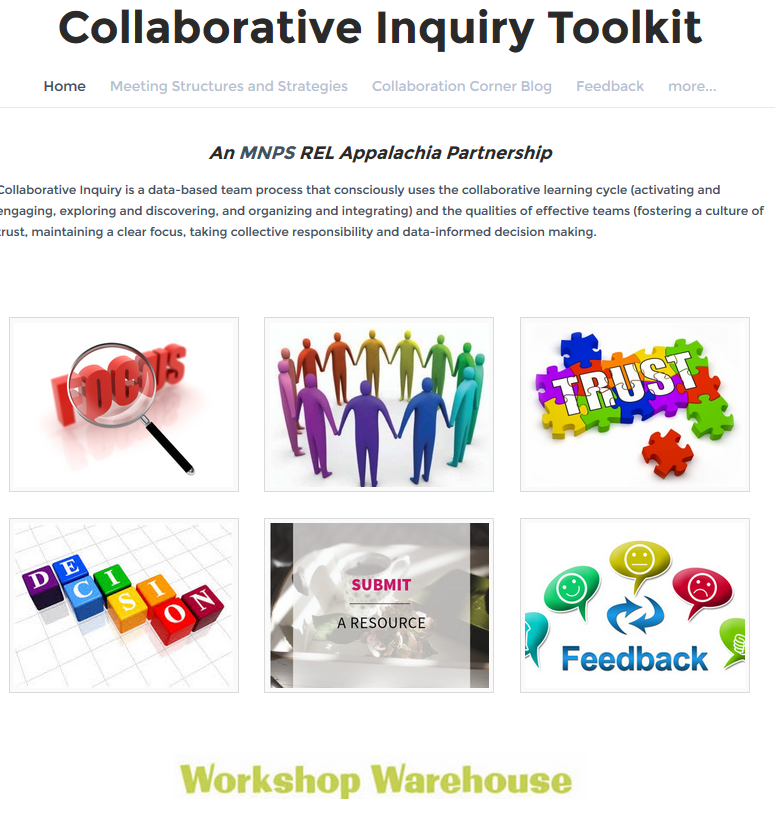 Collaborative Inquiry Toolkit
Home Meeting Structures and Strategies Collaboration Corner Blog Feedback more...
An MNPS REL Appalachia Partnership
Collaborative Inquiry is a data-based team process that consciously uses the collaborative learning cycle (activating and
engaging, exploring and discovering, and organizing and integrating) and the qualities of effective teams (fostering a culture of
trust, maintaining a clear focus, taking collective responsibility and data-informed decision making.
FOCUS
TRUST
DECISION
SUBMIT
A RESOURCE
Feedback
Workshop Warehouse